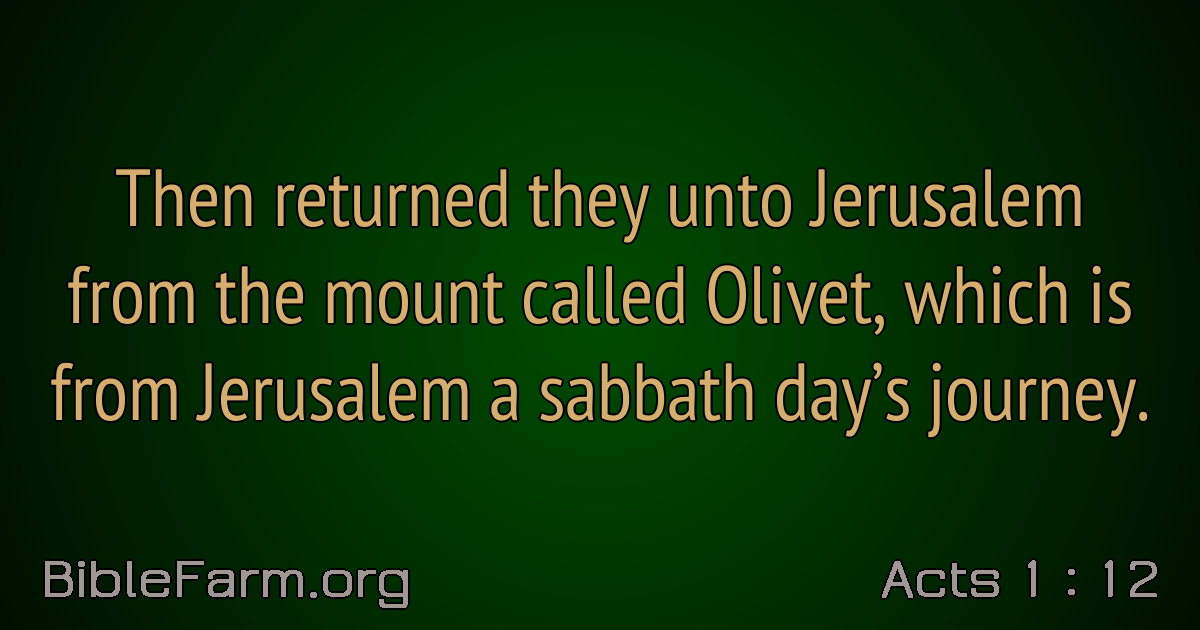 Then returned they unto Jerusalem
from the mount called Olivet, which is
from Jerusalem a sabbath day’s journey.
BibleFarm.org
Acts 1 : 12